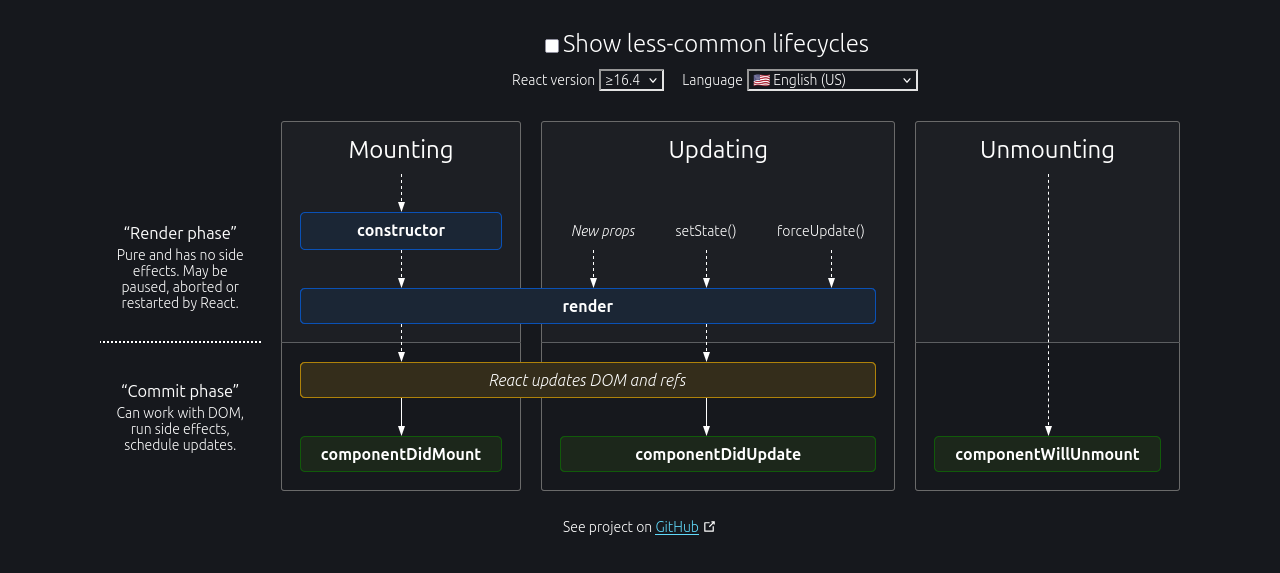 Show less-common lifecycles
React version ≥16.4 Language 🇺🇸 English (US)
Mounting Updating Unmounting
“Render phase”
Pure and has no side
effects. May be
paused, aborted or
restarted by React.
constructor
New props setState() forceUpdate()
render
“Commit phase”
Can work with DOM,
run side effects,
schedule updates.
React updates DOM and refs
componentDidMount componentDidUpdate componentWillUnmount
See project on GitHub